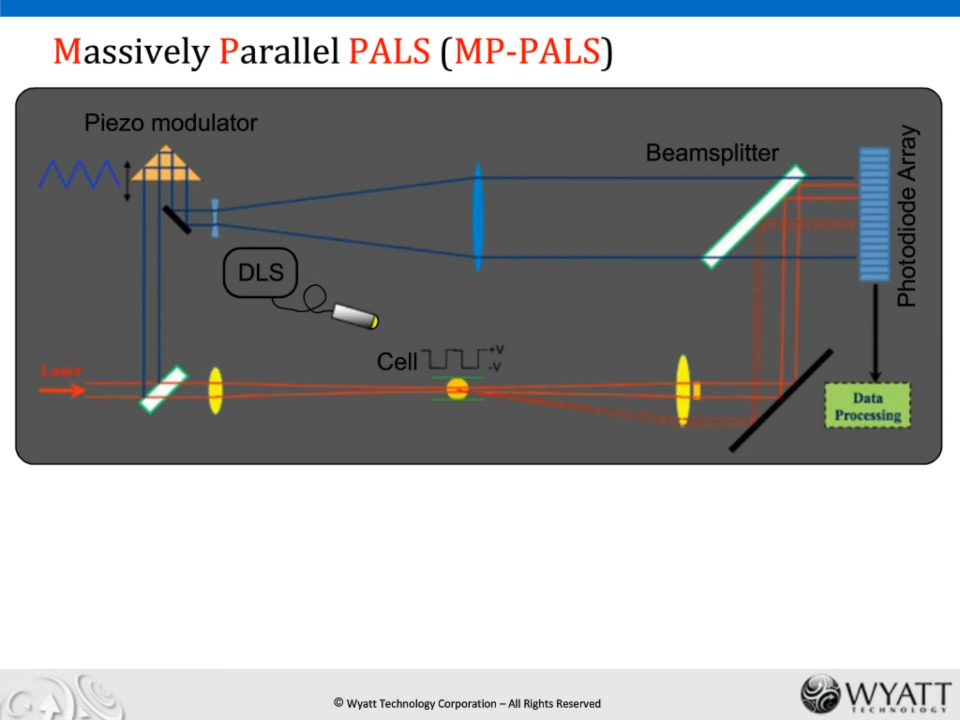 Massively Parallel PALS (MP-PALS)
Piezo modulator
Beamsplitter
Photodiode Array
DLS
Cell
+V
-V
Laser
Data
Processing
© Wyatt Technology Corporation – All Rights Reserved
WYATT
TECHNOLOGY